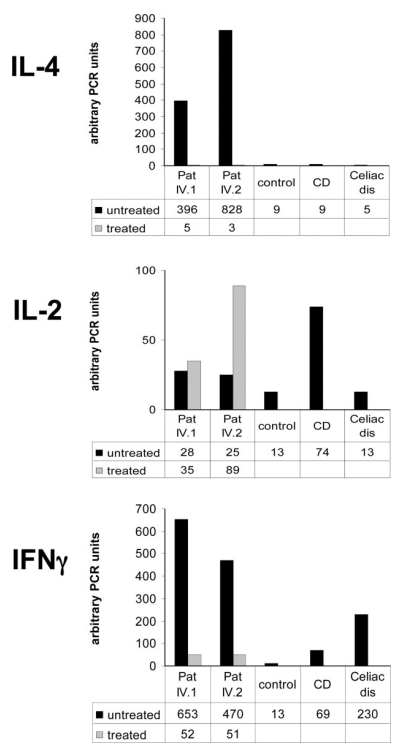 IL-4
arbitrary PCR units
900
800
700
600
500
400
300
200
100
0
Pat IV.1 Pat IV.2 control CD Celiac dis
untreated 396 828 9 9 5
treated 5 3
IL-2
arbitrary PCR units
100
50
0
Pat IV.1 Pat IV.2 control CD Celiac dis
untreated 28 25 13 74 13
treated 35 89
IFNγ
arbitrary PCR units
700
600
500
400
300
200
100
0
Pat IV.1 Pat IV.2 control CD Celiac dis
untreated 653 470 13 69 230
treated 52 51